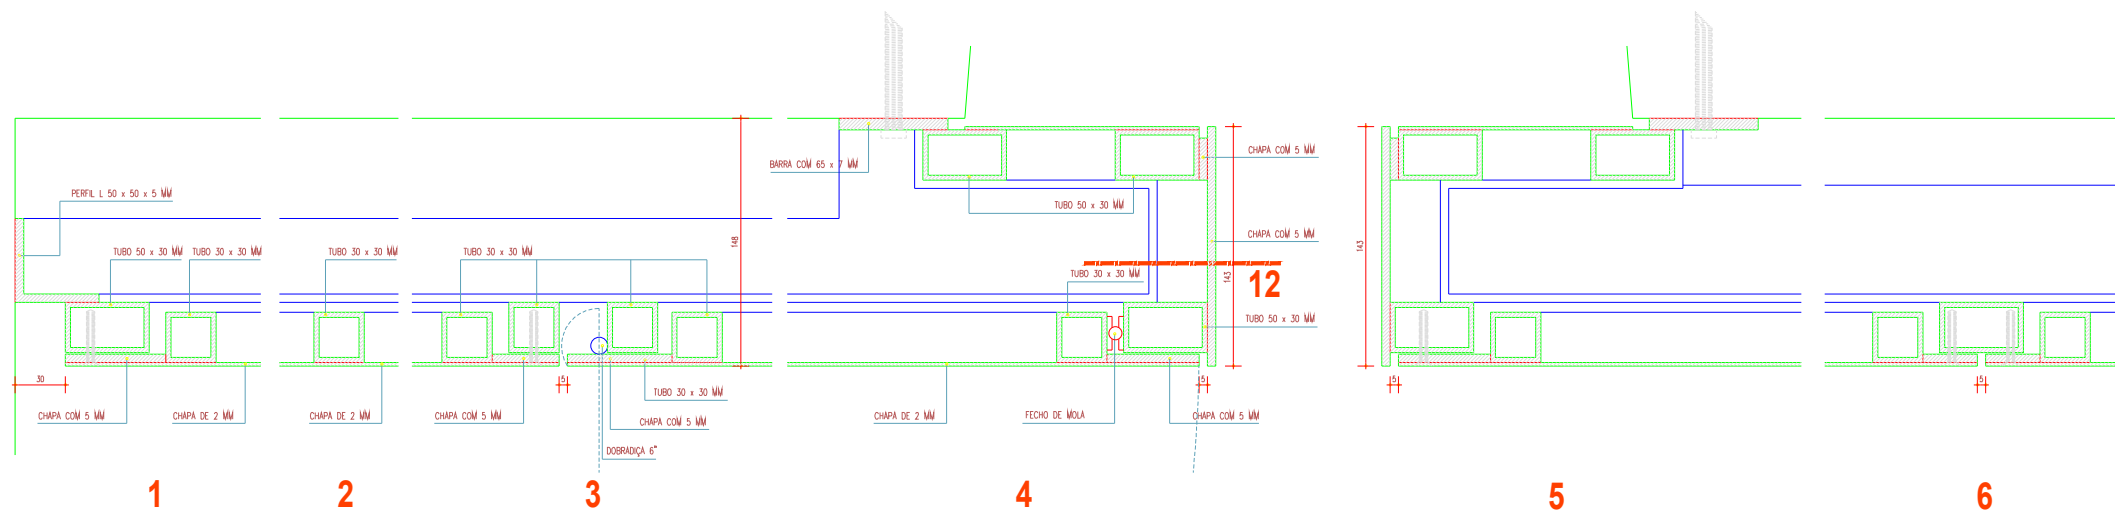 BARRA COM 65 x 7 MM
CHAPA COM 5 MM
PERFIL L 50 x 50 x 5 MM
TUBO 50 x 30 MM
CHAPA COM 5 MM
148
143
143
TUBO 50 x 30 MM
TUBO 30 x 30 MM
TUBO 30 x 30 MM
TUBO 30 x 30 MM
TUBO 30 x 30 MM
12
TUBO 50 x 30 MM
30
5
5
5
5
TUBO 30 x 30 MM
CHAPA COM 5 MM
CHAPA DE 2 MM
CHAPA DE 2 MM
CHAPA COM 5 MM
CHAPA COM 5 MM
CHAPA DE 2 MM
FECHO DE MOLA
CHAPA COM 5 MM
DOBRADIÇA 6"
1
2
3
4
5
6